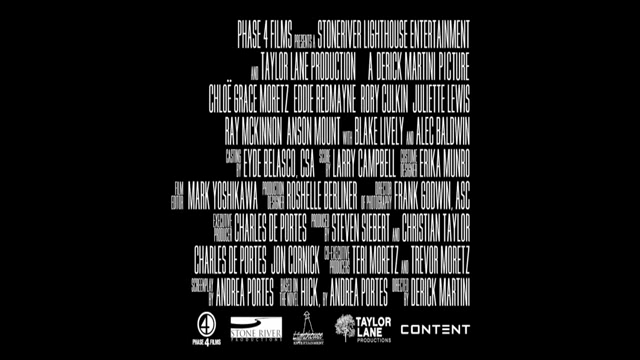 PHASE 4 FILMS PRESENTS A STONERIVER LIGHTHOUSE ENTERTAINMENT
AND TAYLOR LANE PRODUCTION A DERICK MARTINI PICTURE
CHLOË GRACE MORETZ EDDIE REDMAYNE RORY CULKIN JULIETTE LEWIS
RAY MCKINNON ANSON MOUNT WITH BLAKE LIVELY AND ALEC BALDWIN
CASTING BY EYDE BELASCO, CSA SCORE BY LARRY CAMPBELL COSTUME DESIGNER ERIKA MUNRO
FILM EDITOR MARK YOSHIKAWA PRODUCTION DESIGNER ROSHELLE BERLINER DIRECTOR OF PHOTOGRAPHY FRANK GODWIN, ASC
EXECUTIVE PRODUCER CHARLES DE PORTES PRODUCED BY STEVEN SIEBERT AND CHRISTIAN TAYLOR
CHARLES DE PORTES JON CORNICK CO-EXECUTIVE PRODUCERS TERI MORETZ AND TREVOR MORETZ
SCREENPLAY BY ANDREA PORTES BASED ON THE NOVEL HICK, BY ANDREA PORTES DIRECTED BY DERICK MARTINI
4 PHASE 4 FILMS
STONE RIVER PRODUCTIONS
TAYLOR LANE PRODUCTIONS
CONTENT